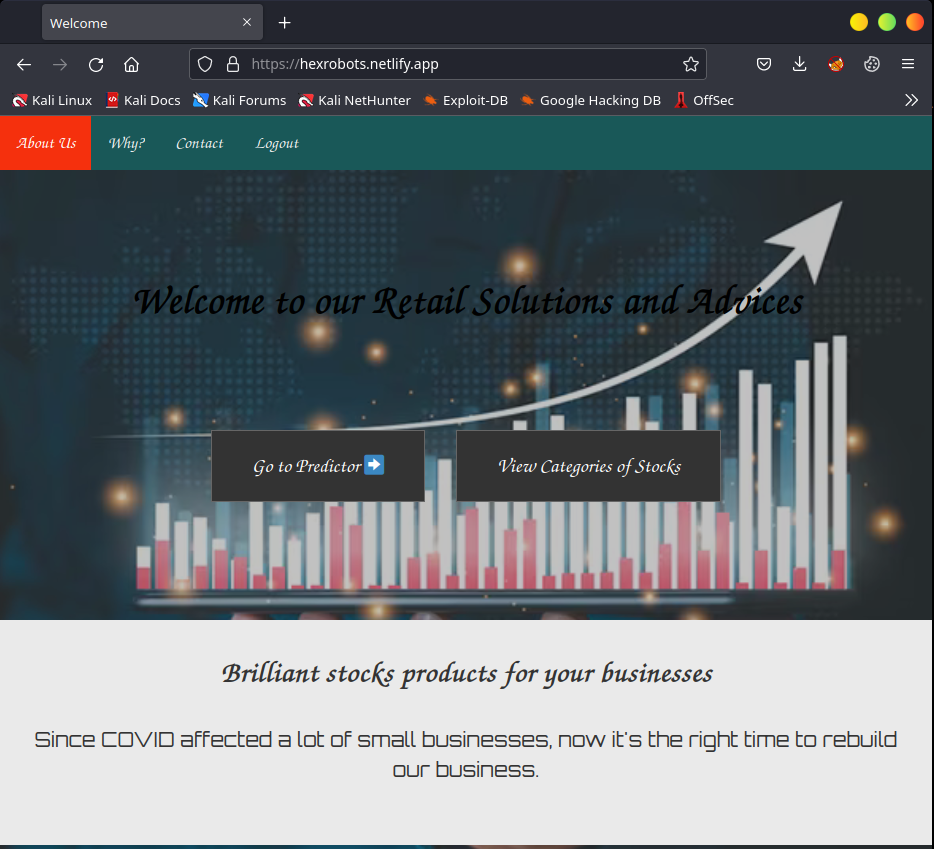 Welcome
https://hexrobots.netlify.app
Kali Linux Kali Docs Kali Forums Kali NetHunter Exploit-DB Google Hacking DB OffSec
About Us Why? Contact Logout
Welcome to our Retail Solutions and Advices
Go to Predictor➡️ View Categories of Stocks
Brilliant stocks products for your businesses
Since COVID affected a lot of small businesses, now it's the right time to rebuild
our business.